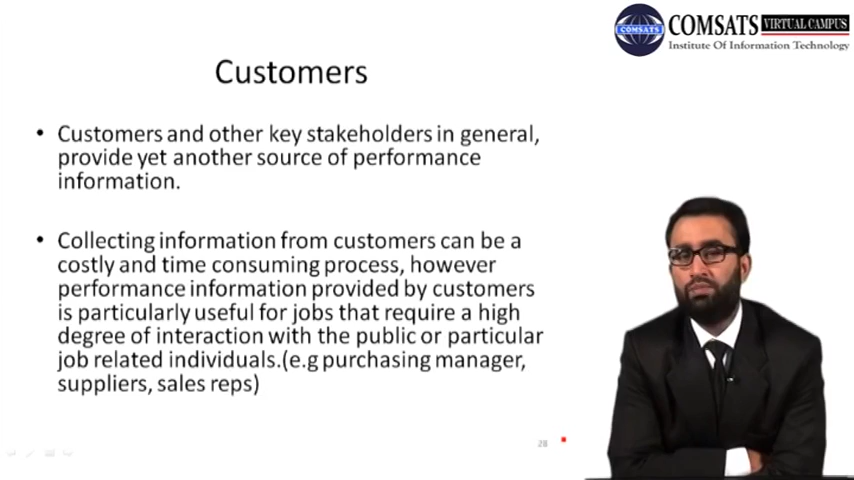 COMSATS VIRTUAL CAMPUS
Institute Of Information Technology
COMSATS
Customers
• Customers and other key stakeholders in general,
provide yet another source of performance
information.
• Collecting information from customers can be a
costly and time consuming process, however
performance information provided by customers
is particularly useful for jobs that require a high
degree of interaction with the public or particular
job related individuals.(e.g purchasing manager,
suppliers, sales reps)
28